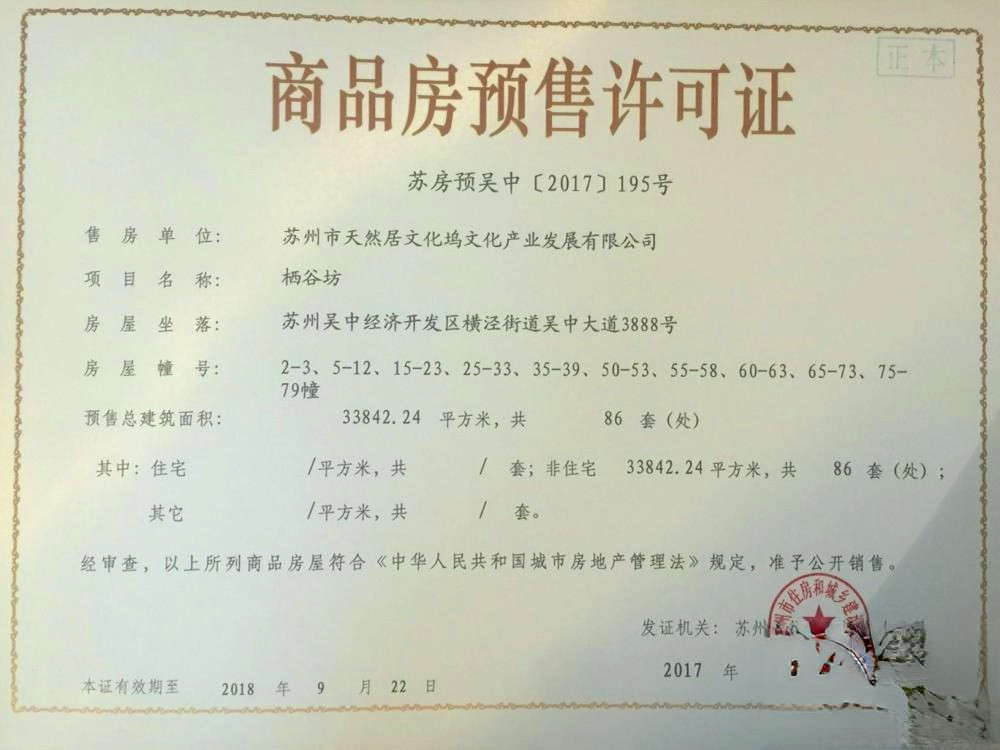 正本
商品房预售许可证
苏房预吴中〔2017〕195号
售房单位：苏州市天然居文化坞文化产业发展有限公司
项目名称：栖谷坊
房屋坐落：苏州吴中经济开发区横泾街道吴中大道3888号
房屋幢号：2-3、5-12、15-23、25-33、35-39、50-53、55-58、60-63、65-73、75-
79幢
预售总建筑面积：33842.24 平方米，共 86 套（处）
其中：住宅 /平方米，共 / 套；非住宅 33842.24 平方米，共 86 套（处）；
其它 /平方米，共 / 套。
经审查，以上所列商品房屋符合《中华人民共和国城市房地产管理法》规定，准予公开销售。
州市住房和城乡建
发证机关：苏州
2017 年
本证有效期至 2018 年 9 月 22 日